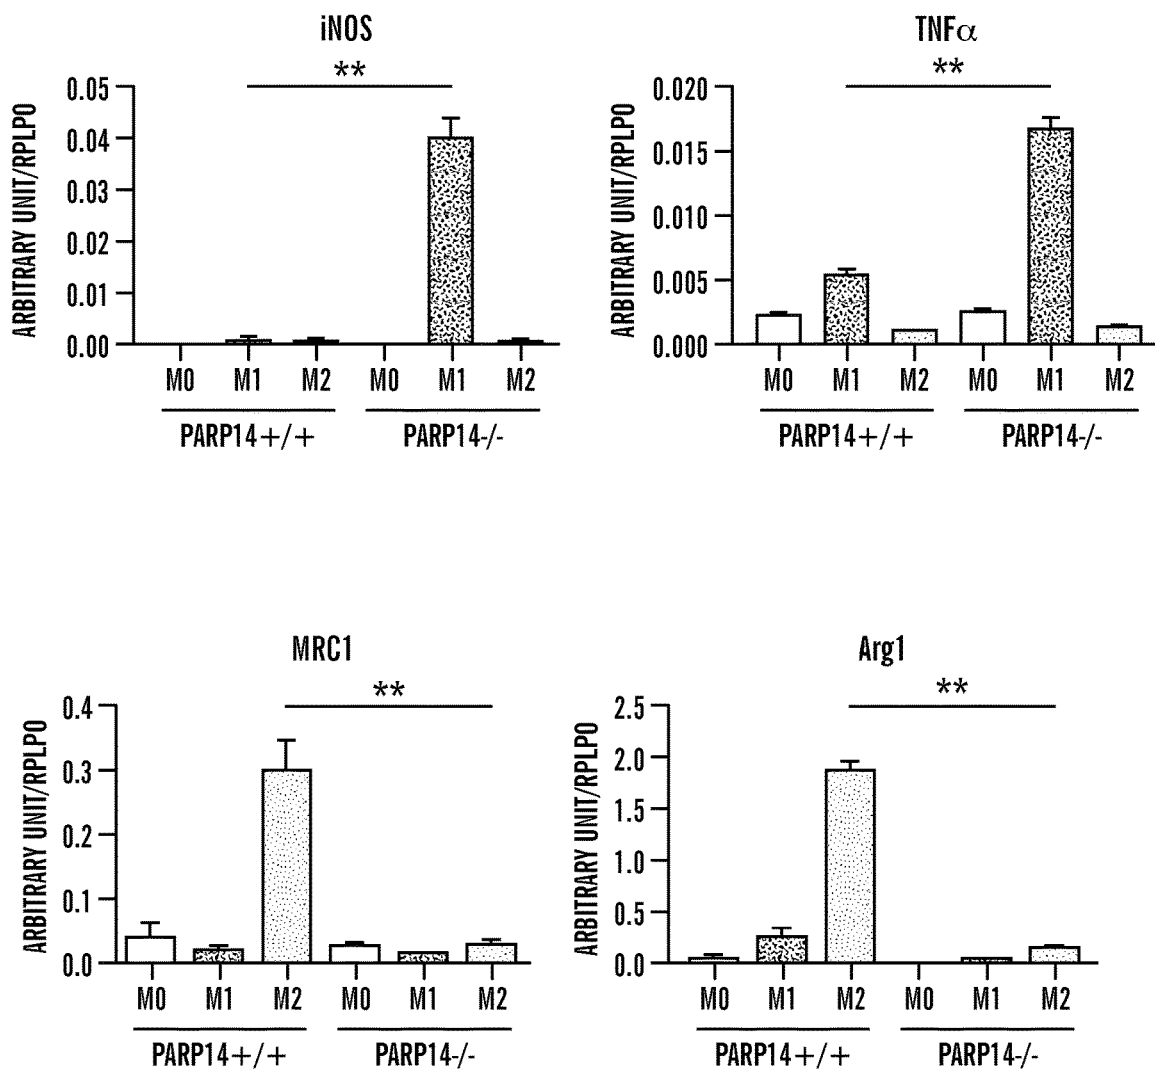 iNOS
**
ARBITRARY UNIT/RPLP0
0.05
0.04
0.03
0.02
0.01
0.00
M0 M1 M2 M0 M1 M2
PARP14+/+ PARP14-/-
TNFα
**
ARBITRARY UNIT/RPLP0
0.020
0.015
0.010
0.005
0.000
M0 M1 M2 M0 M1 M2
PARP14+/+ PARP14-/-
MRC1
**
ARBITRARY UNIT/RPLP0
0.4
0.3
0.2
0.1
0.0
M0 M1 M2 M0 M1 M2
PARP14+/+ PARP14-/-
Arg1
**
ARBITRARY UNIT/RPLP0
2.5
2.0
1.5
1.0
0.5
0.0
M0 M1 M2 M0 M1 M2
PARP14+/+ PARP14-/-